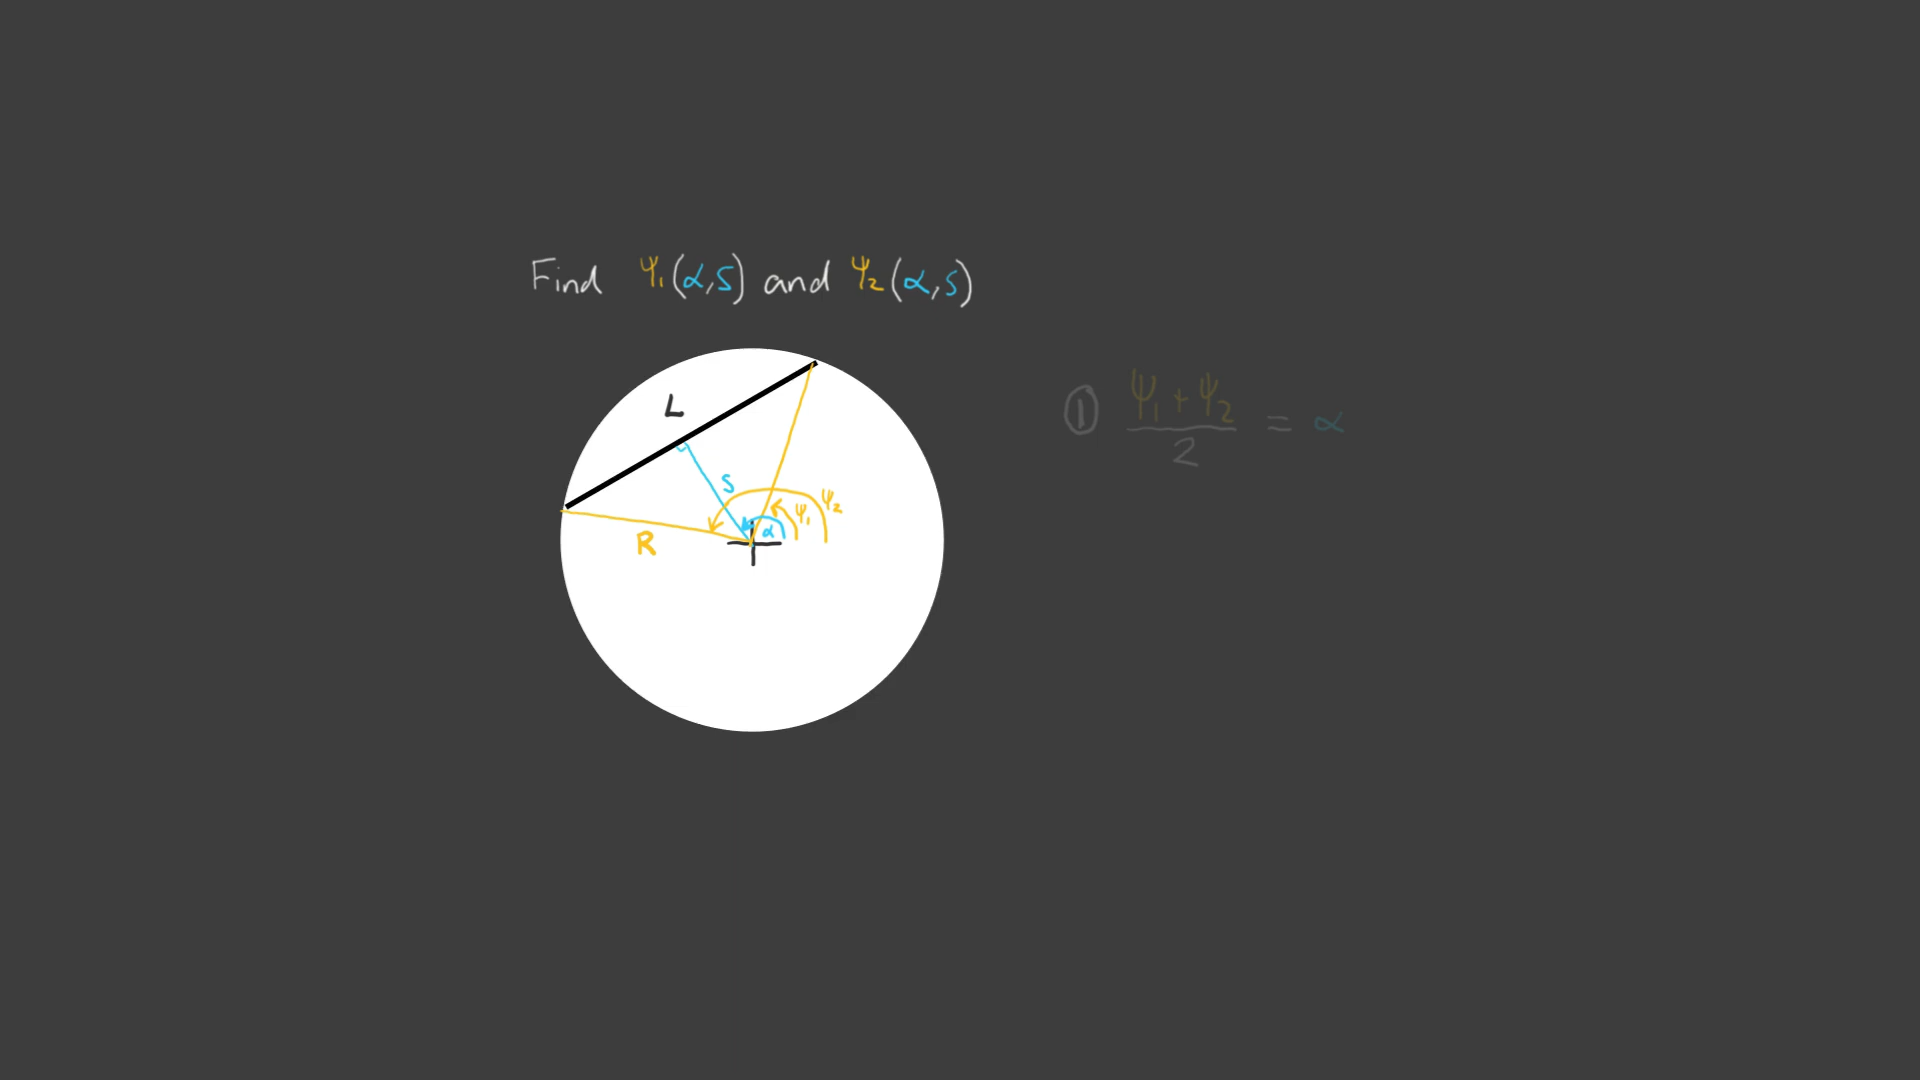 Find Ψ₁(α,s) and Ψ₂(α,s)
L
s
Ψ₂
Ψ₁
α
R
① (Ψ₁ + Ψ₂)/2 = α